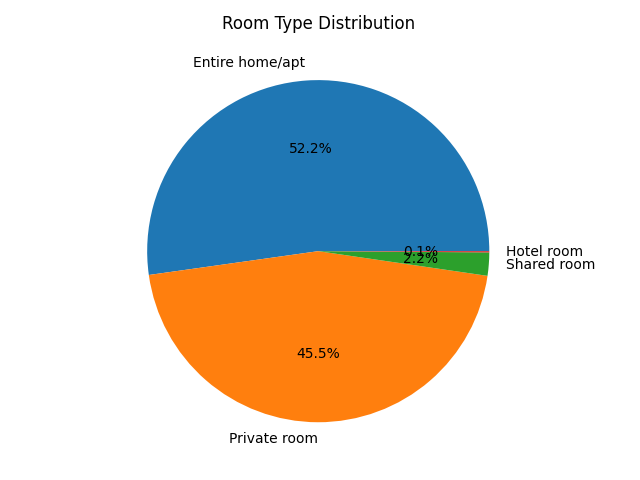 Room Type Distribution
Entire home/apt
52.2%
0.1%
Hotel room
2.2%
Shared room
45.5%
Private room